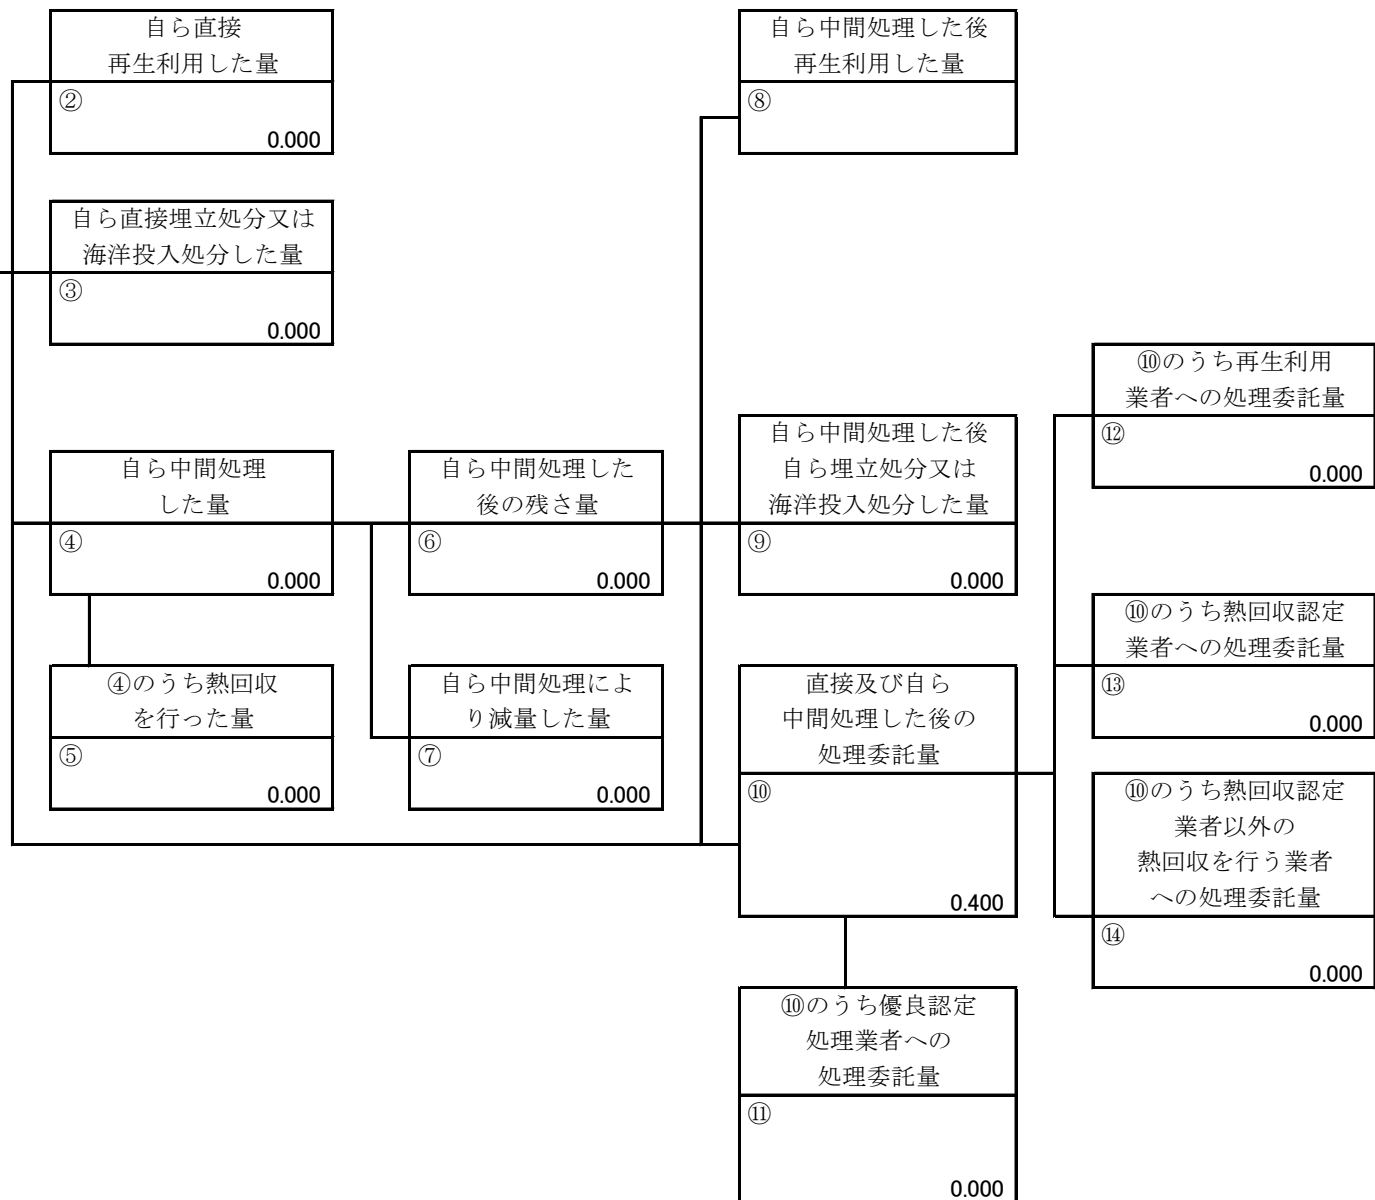 自ら直接
再生利用した量
②
0.000
自ら中間処理した後
再生利用した量
⑧
自ら直接埋立処分又は
海洋投入処分した量
③
0.000
⑩のうち再生利用
業者への処理委託量
⑫
0.000
自ら中間処理
した量
④
0.000
自ら中間処理した
後の残さ量
⑥
0.000
自ら中間処理した後
自ら埋立処分又は
海洋投入処分した量
⑨
0.000
⑩のうち熱回収認定
業者への処理委託量
⑬
0.000
④のうち熱回収
を行った量
⑤
0.000
自ら中間処理によ
り減量した量
⑦
0.000
直接及び自ら
中間処理した後の
処理委託量
⑩
0.400
⑩のうち熱回収認定
業者以外の
熱回収を行う業者
への処理委託量
⑭
0.000
⑩のうち優良認定
処理業者への
処理委託量
⑪
0.000